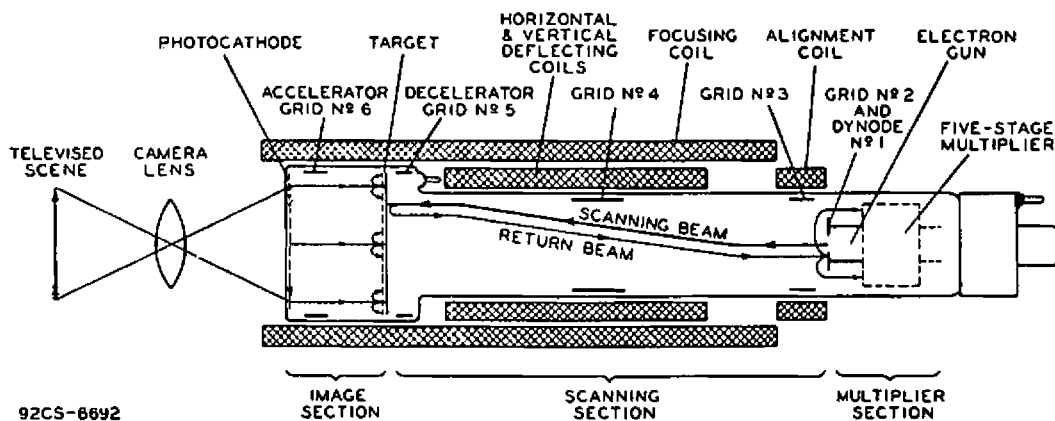 PHOTOCATHODE
TARGET
HORIZONTAL
& VERTICAL
DEFLECTING
COILS
FOCUSING
COIL
ALIGNMENT
COIL
ELECTRON
GUN
ACCELERATOR
GRID Nº 6
DECELERATOR
GRID Nº 5
GRID Nº 4
GRID Nº 3
GRID Nº 2
AND
DYNODE
Nº 1
FIVE-STAGE
MULTIPLIER
TELEVISED
SCENE
CAMERA
LENS
SCANNING BEAM
RETURN BEAM
IMAGE
SECTION
SCANNING
SECTION
MULTIPLIER
SECTION
92CS-6692